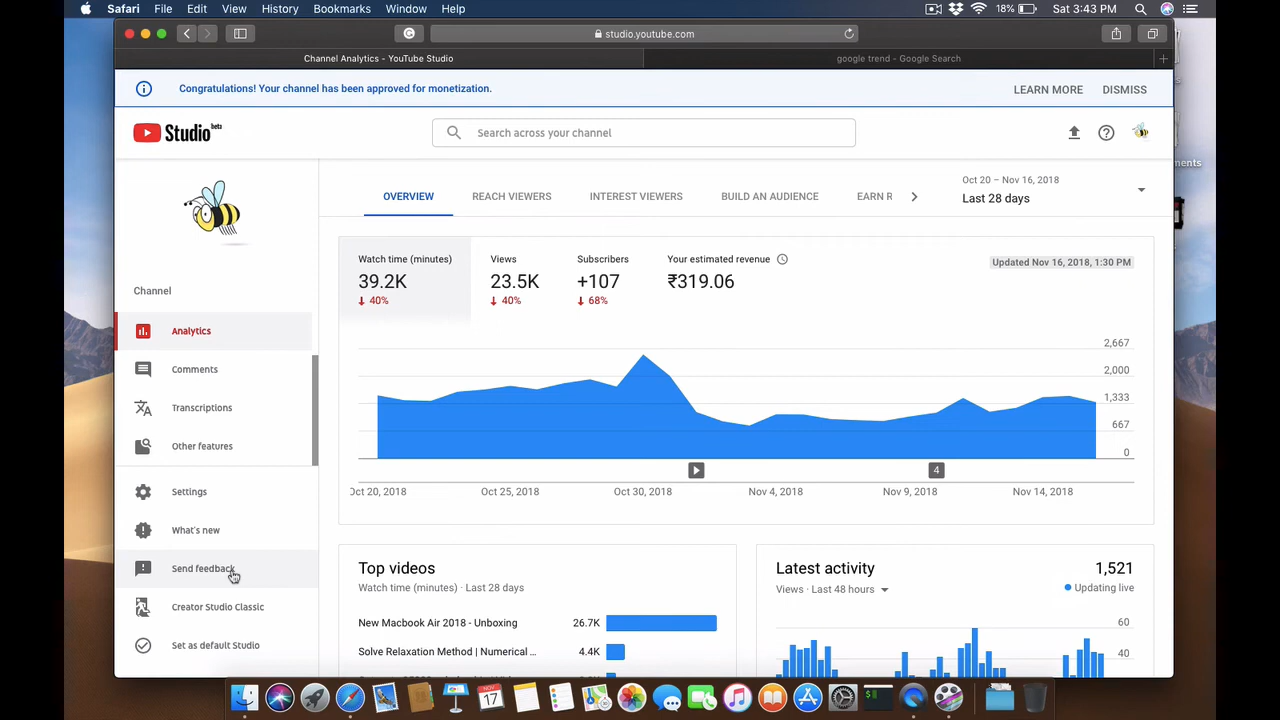 Safari File Edit View History Bookmarks Window Help 18% Sat 3:43 PM
studio.youtube.com
Channel Analytics - YouTube Studio google trend - Google Search
Congratulations! Your channel has been approved for monetization. LEARN MORE DISMISS
Studio beta
Search across your channel
OVERVIEW REACH VIEWERS INTEREST VIEWERS BUILD AN AUDIENCE EARN R
Oct 20 – Nov 16, 2018
Last 28 days
Channel
Analytics
Comments
Transcriptions
Other features
Settings
What's new
Send feedback
Creator Studio Classic
Set as default Studio
Watch time (minutes)
39.2K
40%
Views
23.5K
40%
Subscribers
+107
68%
Your estimated revenue
₹319.06
Updated Nov 16, 2018, 1:30 PM
2,667
2,000
1,333
667
0
4
Oct 20, 2018 Oct 25, 2018 Oct 30, 2018 Nov 4, 2018 Nov 9, 2018 Nov 14, 2018
Top videos
Watch time (minutes) · Last 28 days
New Macbook Air 2018 - Unboxing 26.7K
Solve Relaxation Method | Numerical ... 4.4K
Latest activity 1,521
Views · Last 48 hours Updating live
60
40
NOV
17